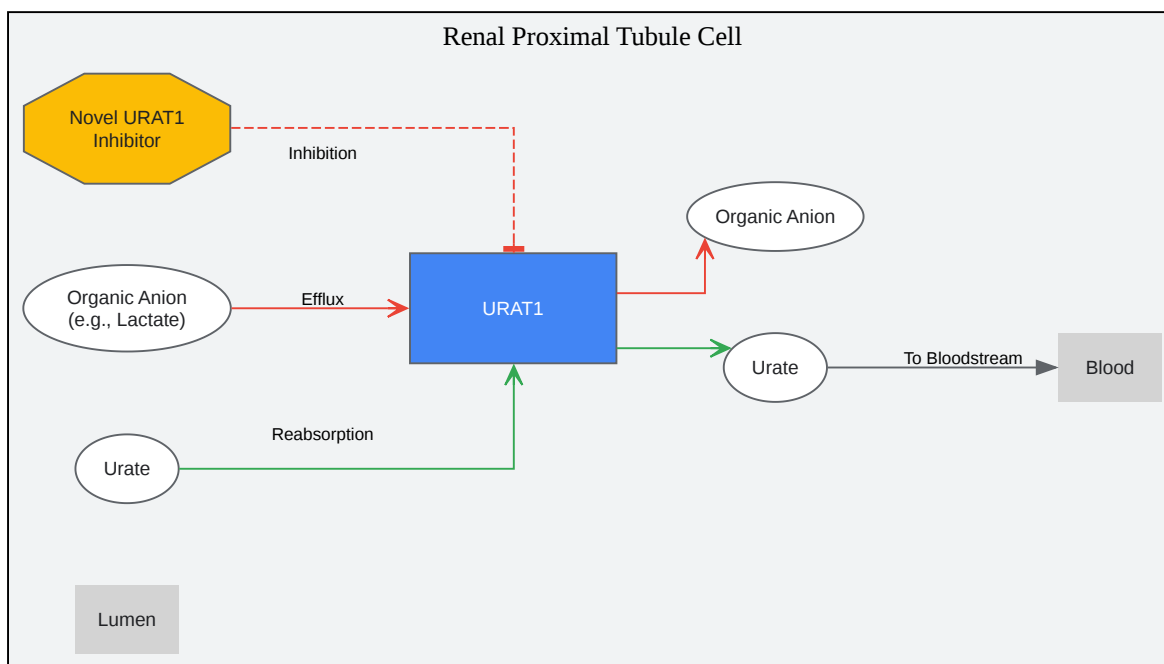 Renal Proximal Tubule Cell
Novel URAT1
Inhibitor
Inhibition
Organic Anion
Organic Anion
(e.g., Lactate)
Efflux
URAT1
Urate
To Bloodstream
Blood
Reabsorption
Urate
Lumen